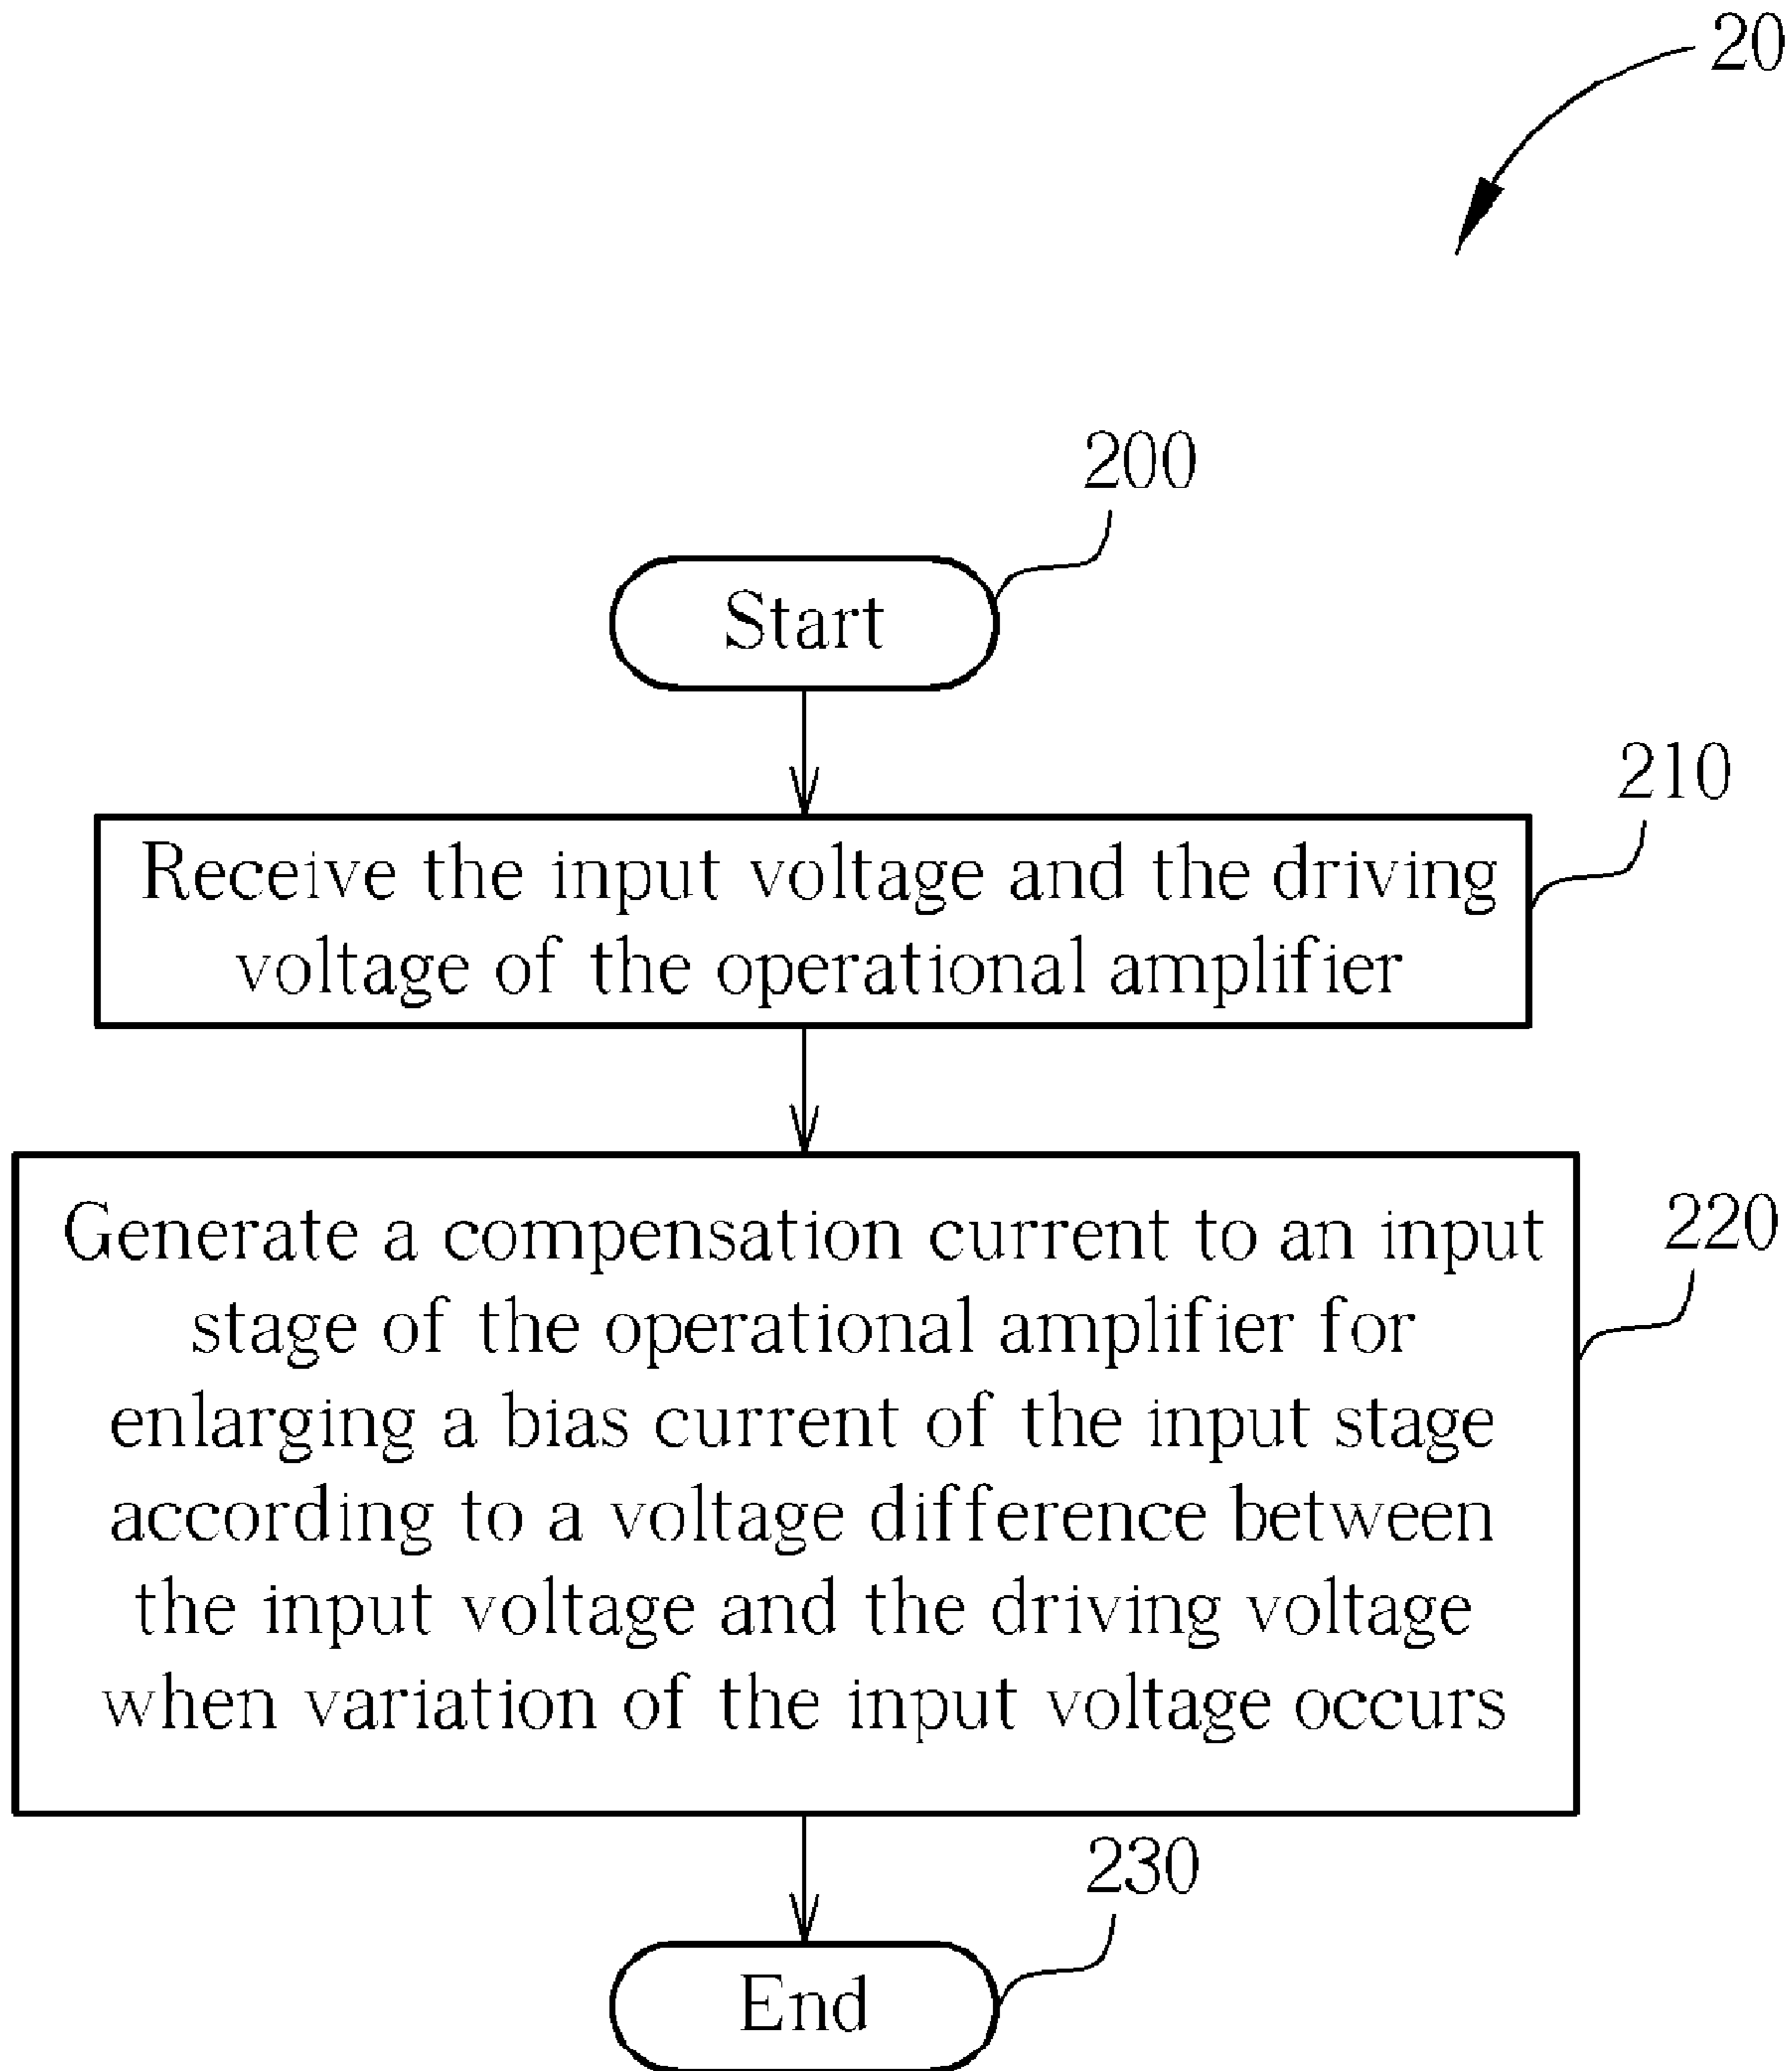 20
200
Start
210
Receive the input voltage and the driving
voltage of the operational amplifier
220
Generate a compensation current to an input
stage of the operational amplifier for
enlarging a bias current of the input stage
according to a voltage difference between
the input voltage and the driving voltage
when variation of the input voltage occurs
230
End